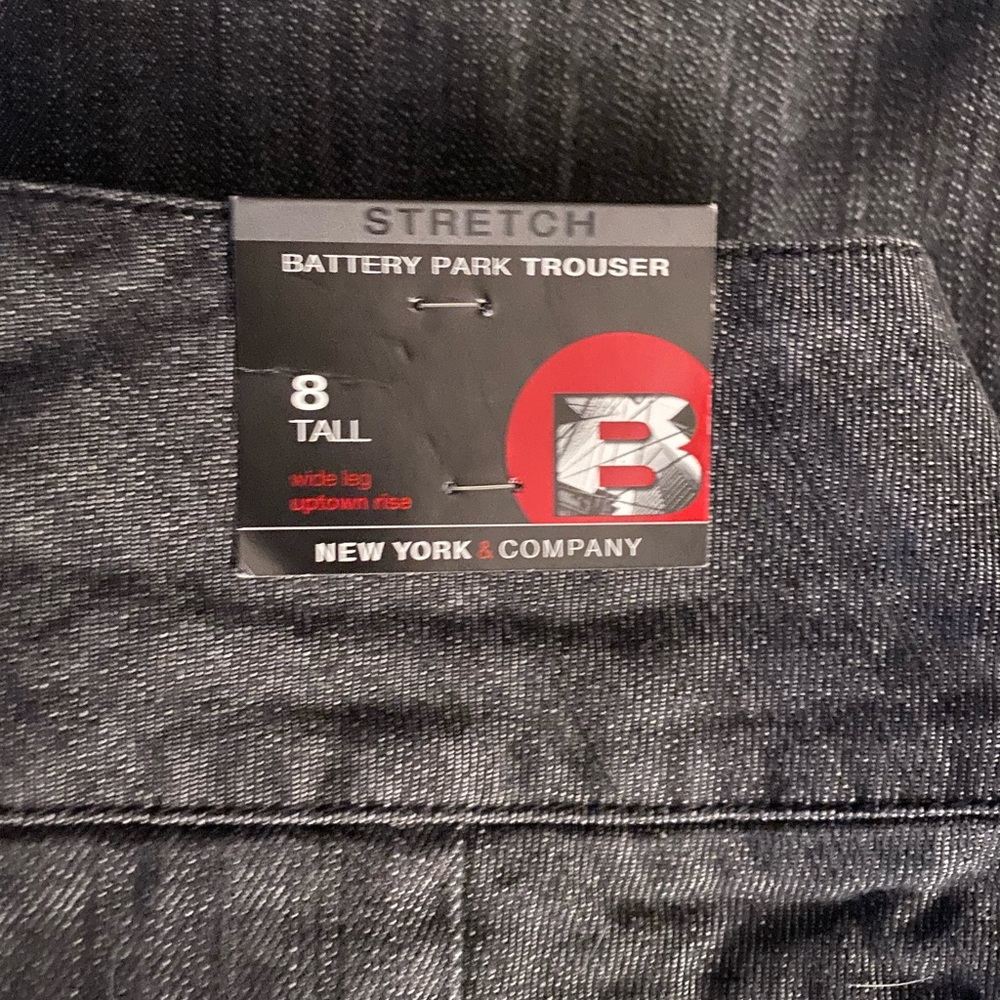 STRETCH
BATTERY PARK TROUSER
8
TALL
wide leg
uptown rise
B
NEW YORK & COMPANY